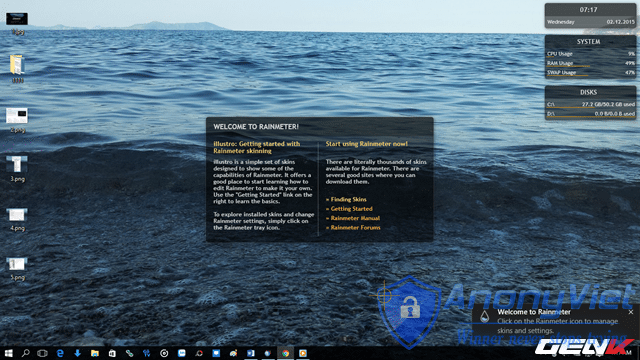 1.jpg
07:17
Wednesday 02.12.2015
SYSTEM
CPU Usage 9%
RAM Usage 49%
SWAP Usage 47%
DISKS
C:\ 27.2 GB/50.2 GB used
D:\ 0.0 B/0.0 B used
3.png
4.png
5.png
WELCOME TO RAINMETER!
illustro: Getting started with
Rainmeter skinning
illustro is a simple set of skins
designed to show some of the
capabilities of Rainmeter. It offers a
good place to start learning how to
edit Rainmeter to make it your own.
Use the "Getting Started" link on the
right to learn the basics.
To explore installed skins and change
Rainmeter settings, simply click on
the Rainmeter tray icon.
Start using Rainmeter now!
There are literally thousands of skins
available for Rainmeter. There are
several good sites where you can
download them.
» Finding Skins
» Getting Started
» Rainmeter Manual
» Rainmeter Forums
AnonyViet
Welcome to Rainmeter
Click on the Rainmeter icon to manage
skins and settings.
GENK